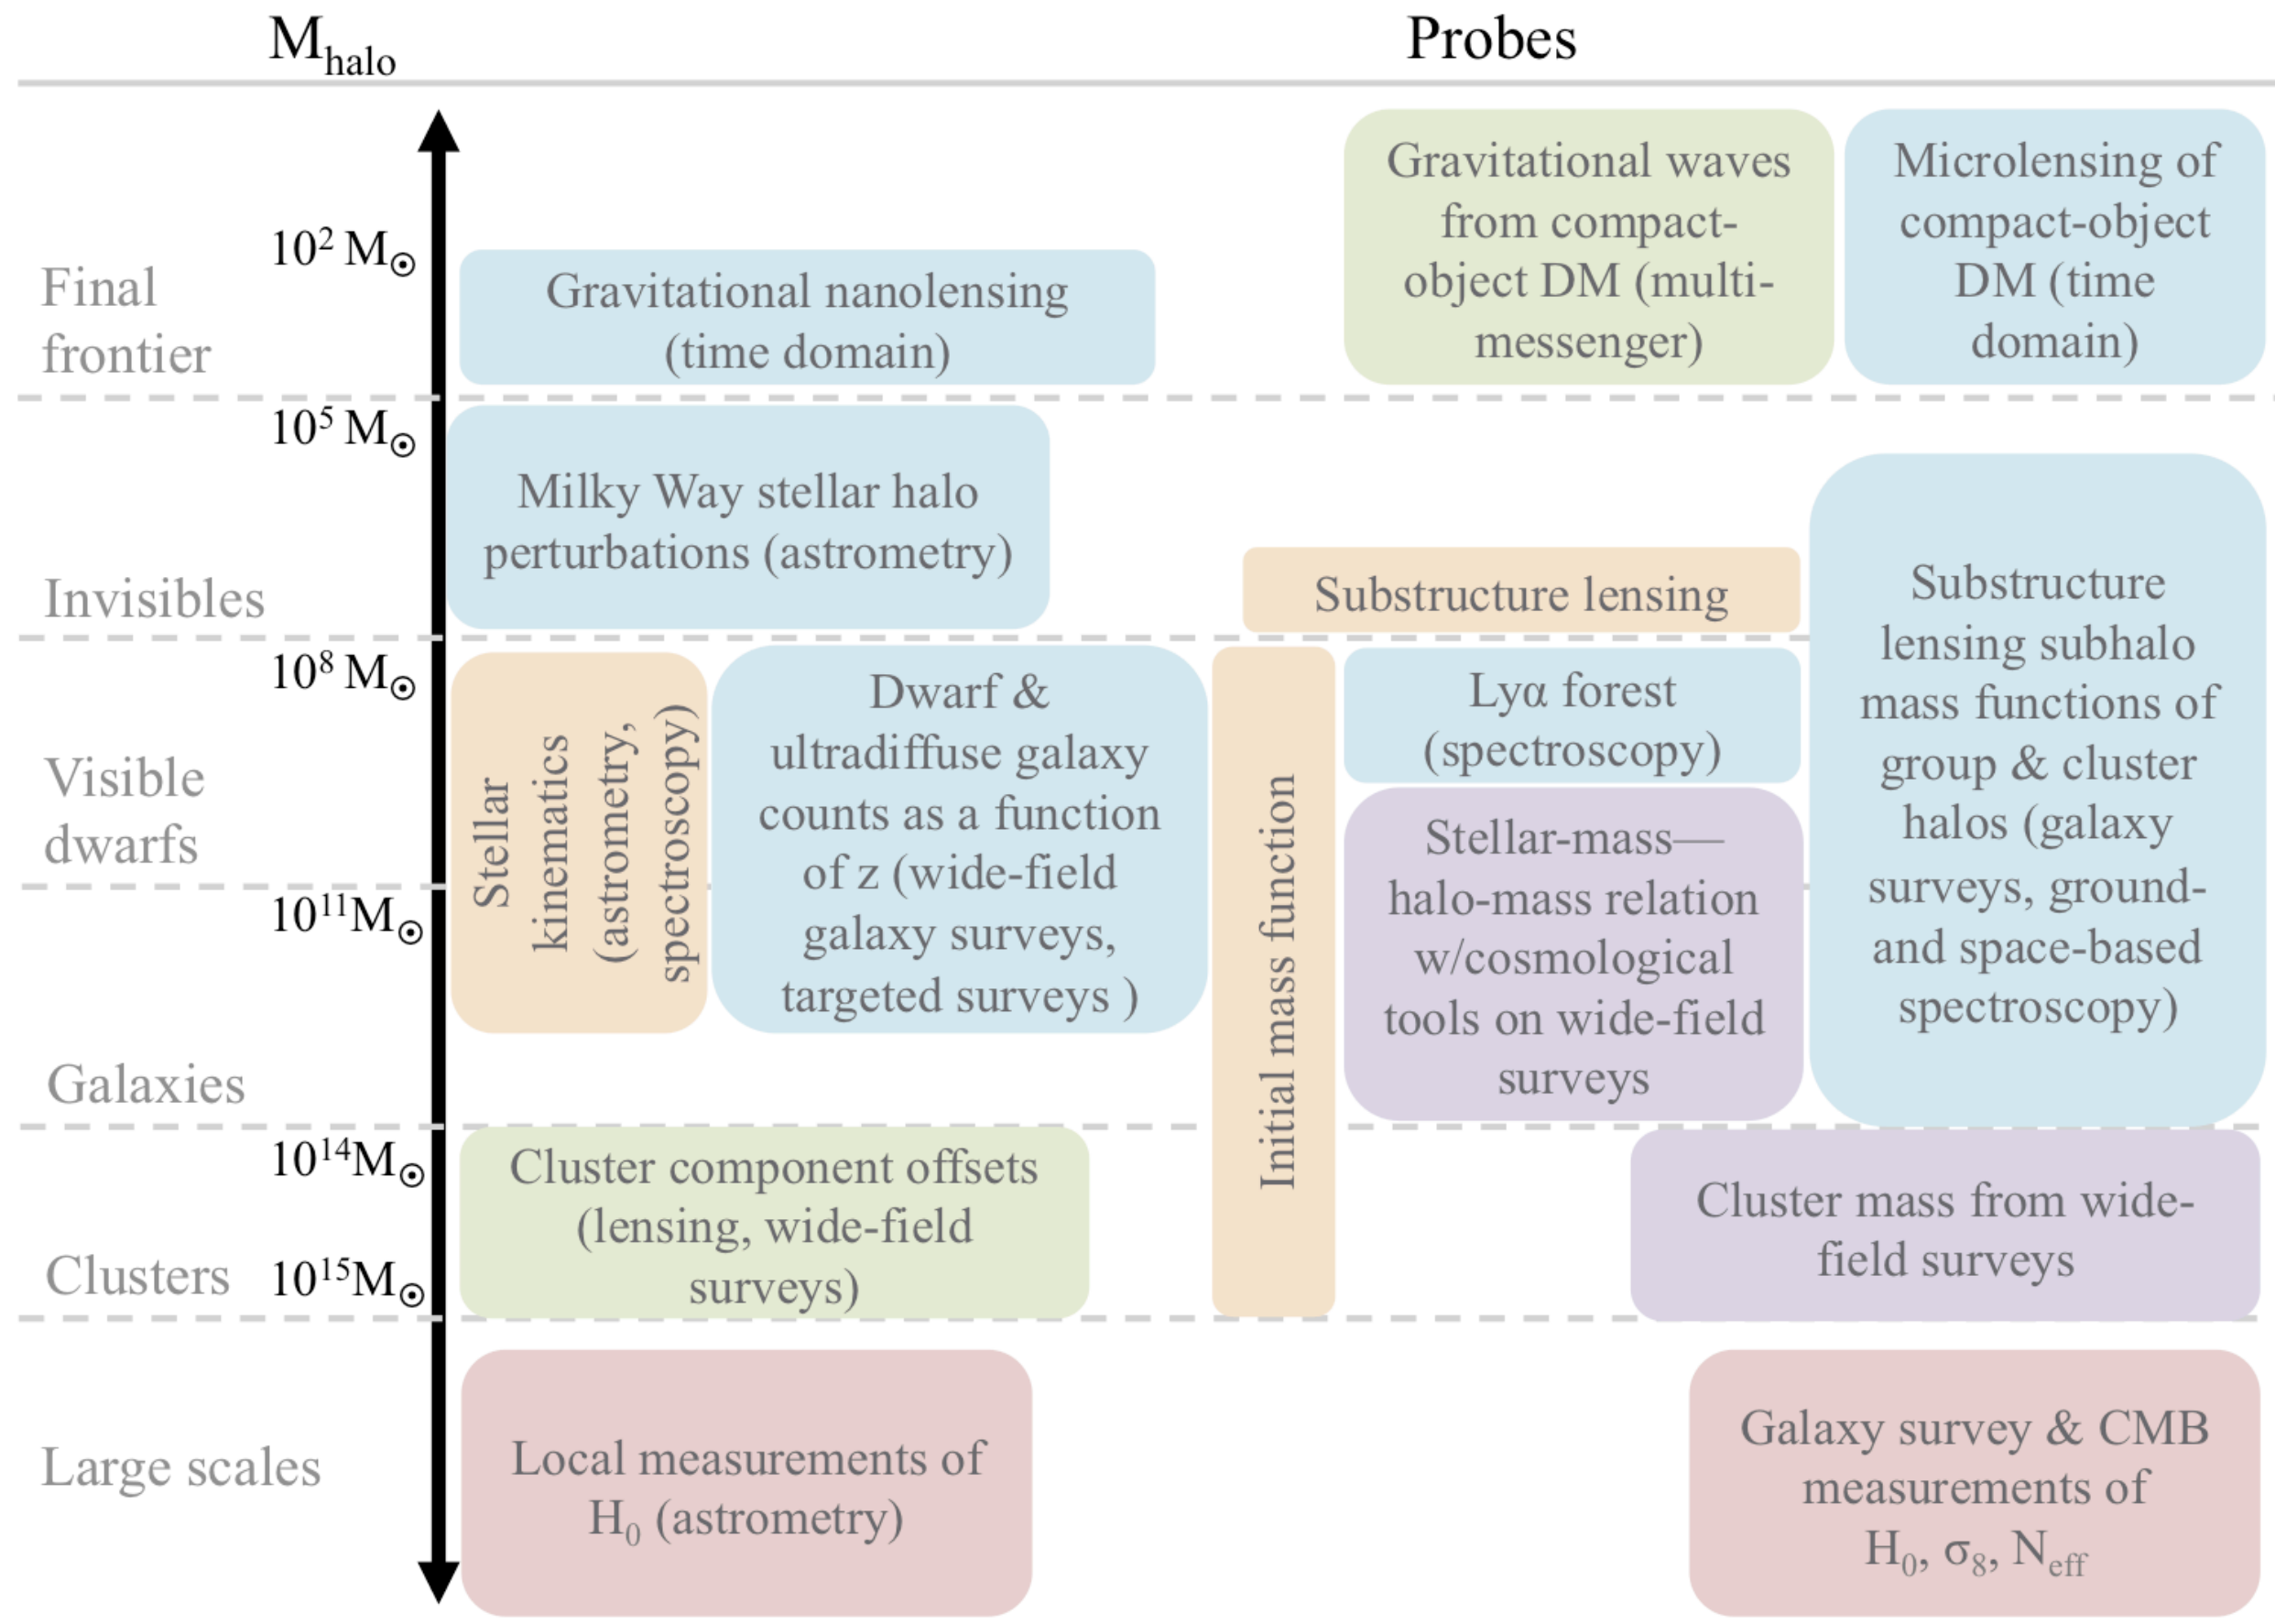 M_halo
Probes
Final
frontier
Invisibles
Visible
dwarfs
Galaxies
Clusters
Large scales
10² M⊙
10⁵ M⊙
10⁸ M⊙
10¹¹M⊙
10¹⁴M⊙
10¹⁵M⊙
Gravitational nanolensing
(time domain)
Gravitational waves
from compact-
object DM (multi-
messenger)
Microlensing of
compact-object
DM (time
domain)
Milky Way stellar halo
perturbations (astrometry)
Substructure lensing
Substructure
lensing subhalo
mass functions of
group & cluster
halos (galaxy
surveys, ground-
and space-based
spectroscopy)
Stellar
kinematics
(astrometry,
spectroscopy)
Dwarf &
ultradiffuse galaxy
counts as a function
of z (wide-field
galaxy surveys,
targeted surveys )
Initial mass function
Lyα forest
(spectroscopy)
Stellar-mass—
halo-mass relation
w/cosmological
tools on wide-field
surveys
Cluster component offsets
(lensing, wide-field
surveys)
Cluster mass from wide-
field surveys
Local measurements of
H₀ (astrometry)
Galaxy survey & CMB
measurements of
H₀, σ₈, N_eff